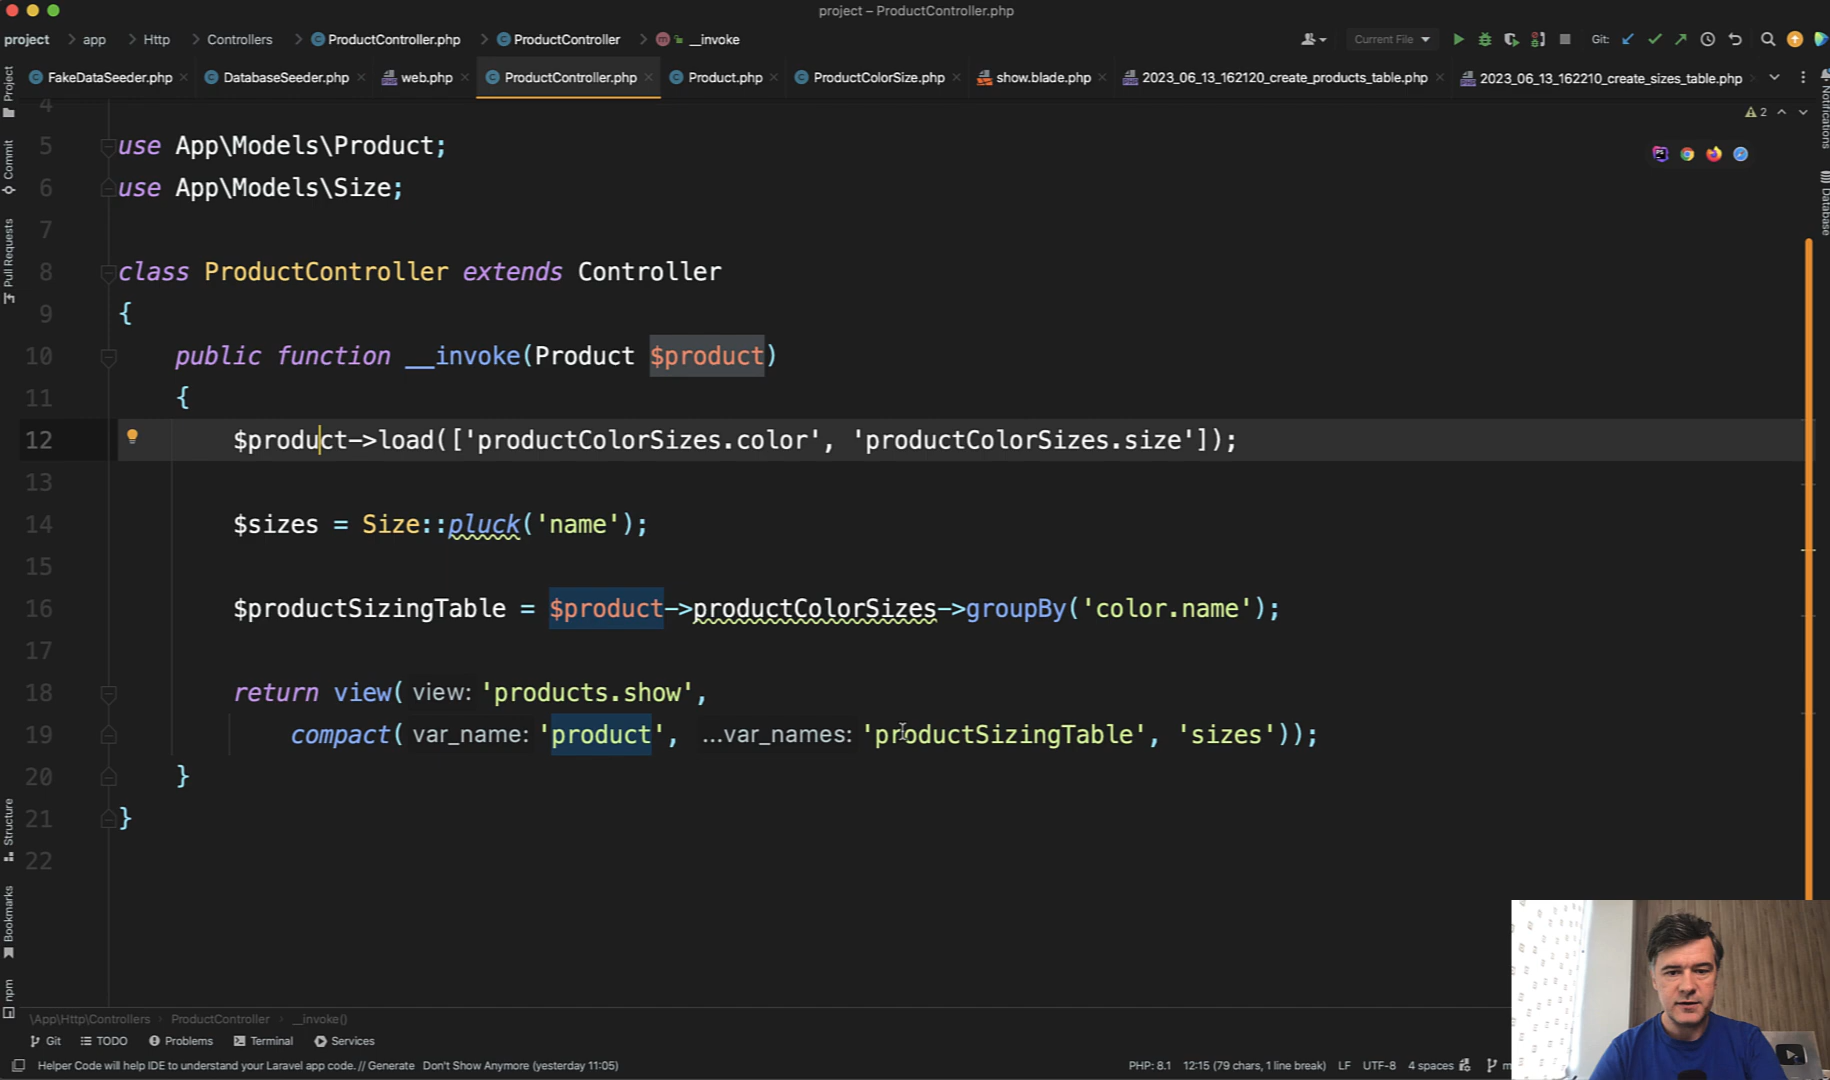 project – ProductController.php
project app Http Controllers ProductController.php ProductController __invoke
Current File Git:
FakeDataSeeder.php DatabaseSeeder.php web.php ProductController.php Product.php ProductColorSize.php show.blade.php 2023_06_13_162120_create_products_table.php 2023_06_13_162210_create_sizes_table.php
Project
Commit
Pull Requests
Structure
Bookmarks
npm
Notifications
Database
2
4
5 use App\Models\Product;
6 use App\Models\Size;
7
8 class ProductController extends Controller
9 {
10 public function __invoke(Product $product)
11 {
12 $product->load(['productColorSizes.color', 'productColorSizes.size']);
13
14 $sizes = Size::pluck('name');
15
16 $productSizingTable = $product->productColorSizes->groupBy('color.name');
17
18 return view( view: 'products.show',
19 compact( var_name: 'product', ...var_names: 'productSizingTable', 'sizes'));
20 }
21 }
22
\App\Http\Controllers ProductController __invoke()
Git TODO Problems Terminal Services
Helper Code will help IDE to understand your Laravel app code. // Generate Don't Show Anymore (yesterday 11:05) PHP: 8.1 12:15 (79 chars, 1 line break) LF UTF-8 4 spaces